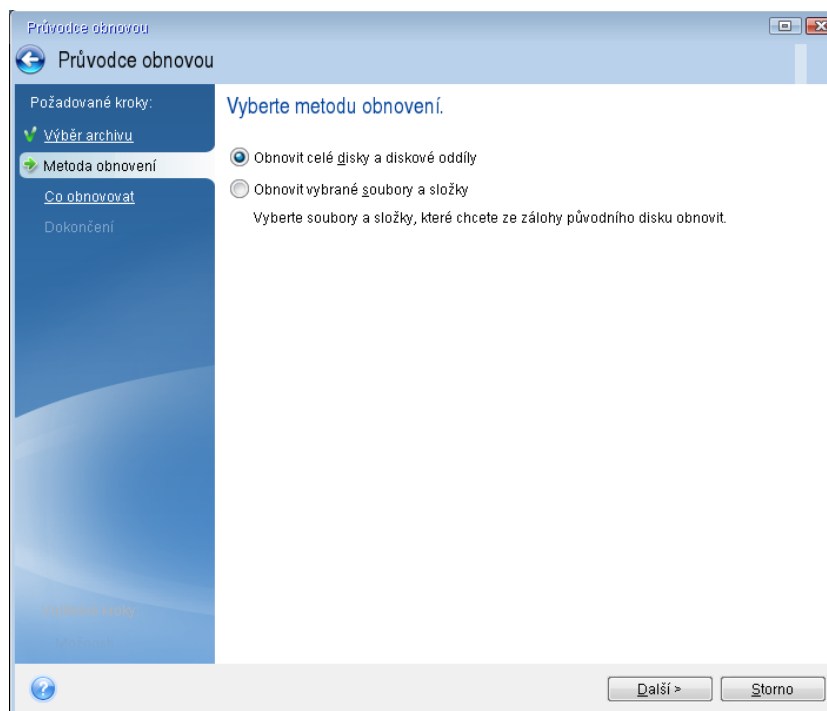 Průvodce obnovou
Průvodce obnovou
Požadované kroky:
Výběr archivu
Metoda obnovení
Co obnovovat
Dokončení
Vyberte metodu obnovení.
Obnovit celé disky a diskové oddíly
Obnovit vybrané soubory a složky
Vyberte soubory a složky, které chcete ze zálohy původního disku obnovit.
kroky
Další >
Storno